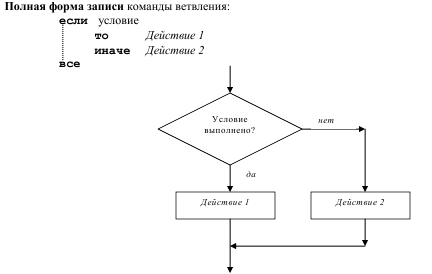 Полная форма записи команды ветвления:
если условие
то Действие 1
иначе Действие 2
все
Условие
выполнено?
нет
да
Действие 1
Действие 2